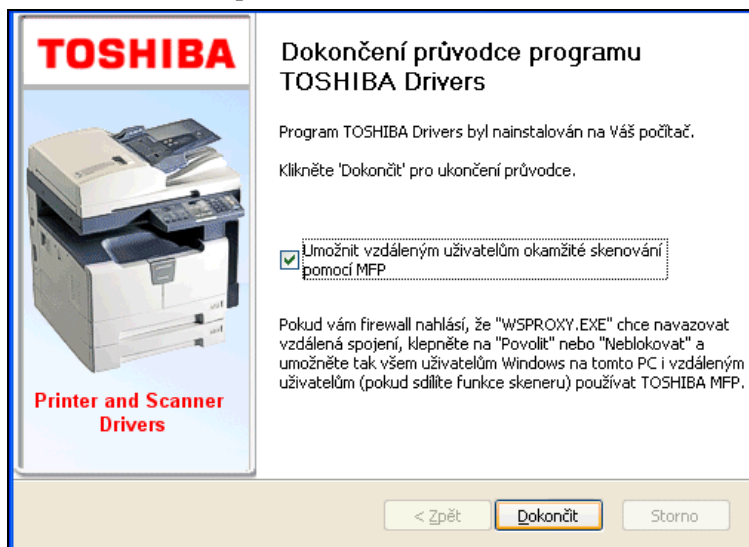 TOSHIBA
Printer and Scanner
Drivers
Dokončení průvodce programu
TOSHIBA Drivers
Program TOSHIBA Drivers byl nainstalován na Váš počítač.
Klikněte 'Dokončit' pro ukončení průvodce.
Umožnit vzdáleným uživatelům okamžité skenování
pomocí MFP
Pokud vám firewall nahlásí, že "WSPROXY.EXE" chce navazovat
vzdálená spojení, klepněte na "Povolit" nebo "Neblokovat" a
umožněte tak všem uživatelům Windows na tomto PC i vzdáleným
uživatelům (pokud sdílíte funkce skeneru) používat TOSHIBA MFP.
< Zpět Dokončit Storno